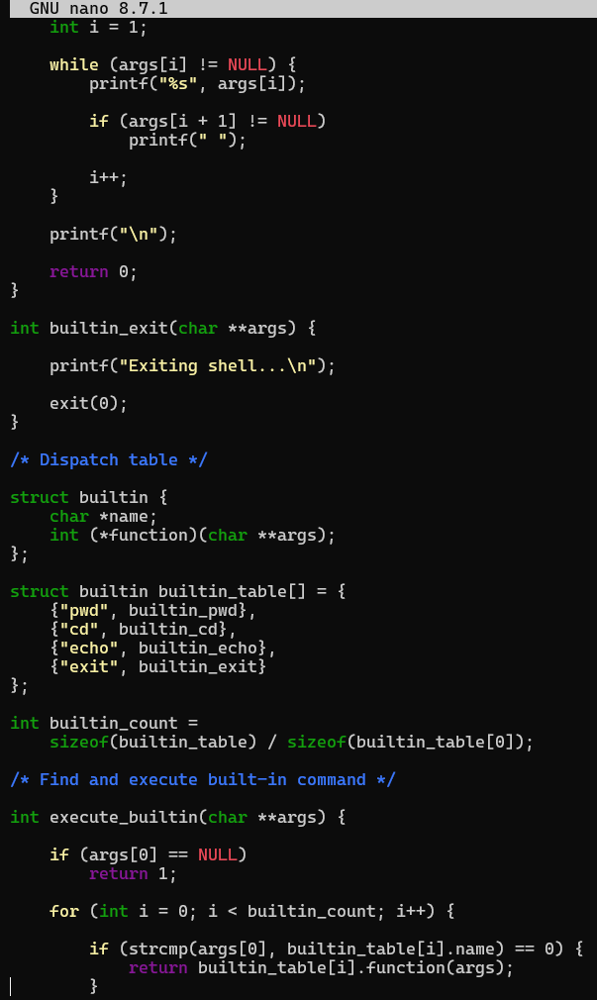 GNU nano 8.7.1
    int i = 1;

    while (args[i] != NULL) {
        printf("%s", args[i]);

        if (args[i + 1] != NULL)
            printf(" ");

        i++;
    }

    printf("\n");

    return 0;
}

int builtin_exit(char **args) {

    printf("Exiting shell...\n");

    exit(0);
}

/* Dispatch table */

struct builtin {
    char *name;
    int (*function)(char **args);
};

struct builtin builtin_table[] = {
    {"pwd", builtin_pwd},
    {"cd", builtin_cd},
    {"echo", builtin_echo},
    {"exit", builtin_exit}
};

int builtin_count =
    sizeof(builtin_table) / sizeof(builtin_table[0]);

/* Find and execute built-in command */

int execute_builtin(char **args) {

    if (args[0] == NULL)
        return 1;

    for (int i = 0; i < builtin_count; i++) {

        if (strcmp(args[0], builtin_table[i].name) == 0) {
            return builtin_table[i].function(args);
        }